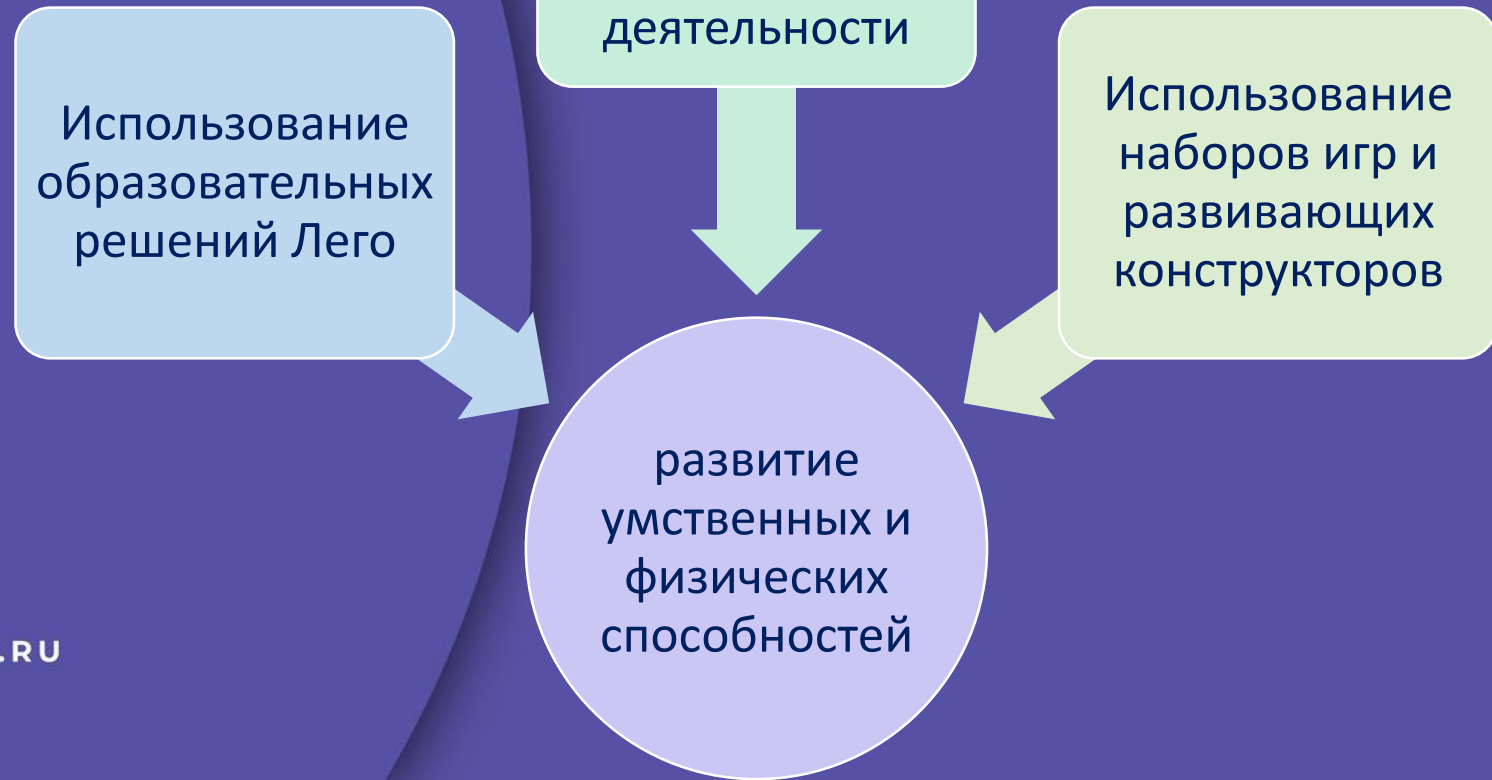 деятельности
Использование
образовательных
решений Лего
Использование
наборов игр и
развивающих
конструкторов
развитие
умственных и
физических
способностей
.RU